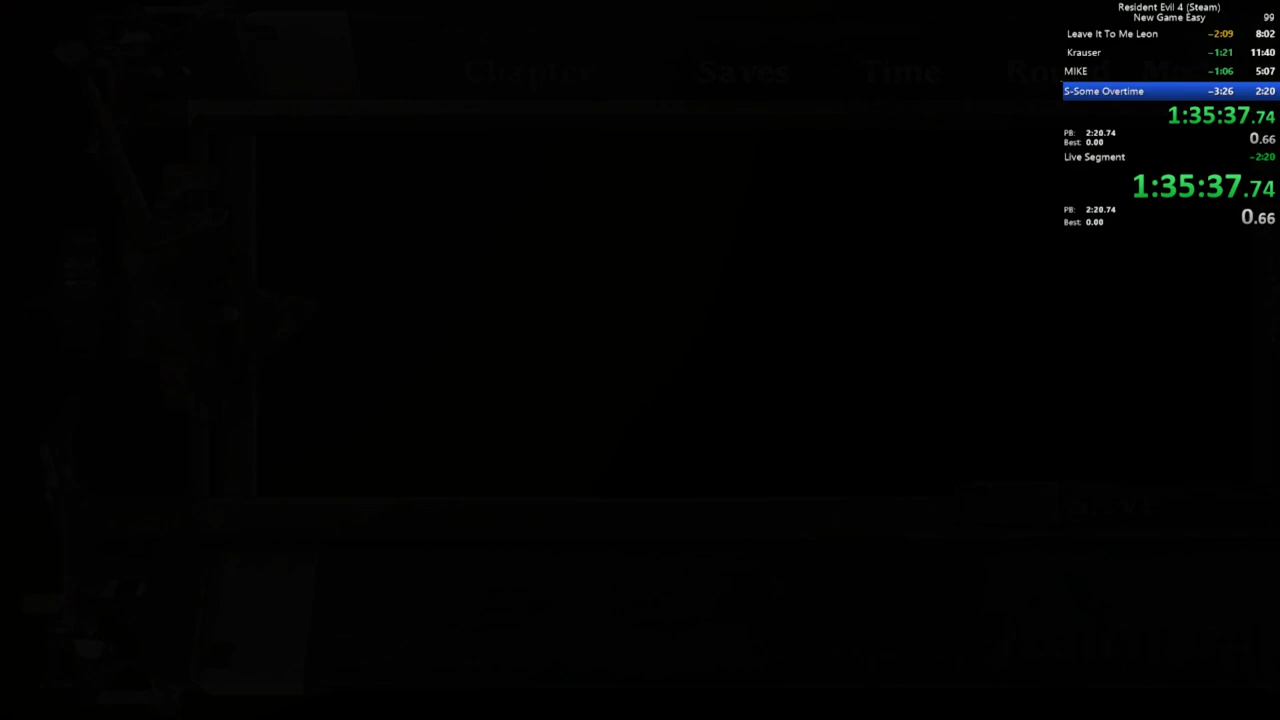 Resident Evil 4 (Steam)
New Game Easy 99
Leave It To Me Leon -2:09 8:02
Krauser -1:21 11:40
MIKE -1:06 5:07
S-Some Overtime -3:26 2:20
1:35:37.74
PB: 2:20.74
Best: 0.00 0.66
Live Segment -2:20
1:35:37.74
PB: 2:20.74
Best: 0.00 0.66
Chapter Saves Time